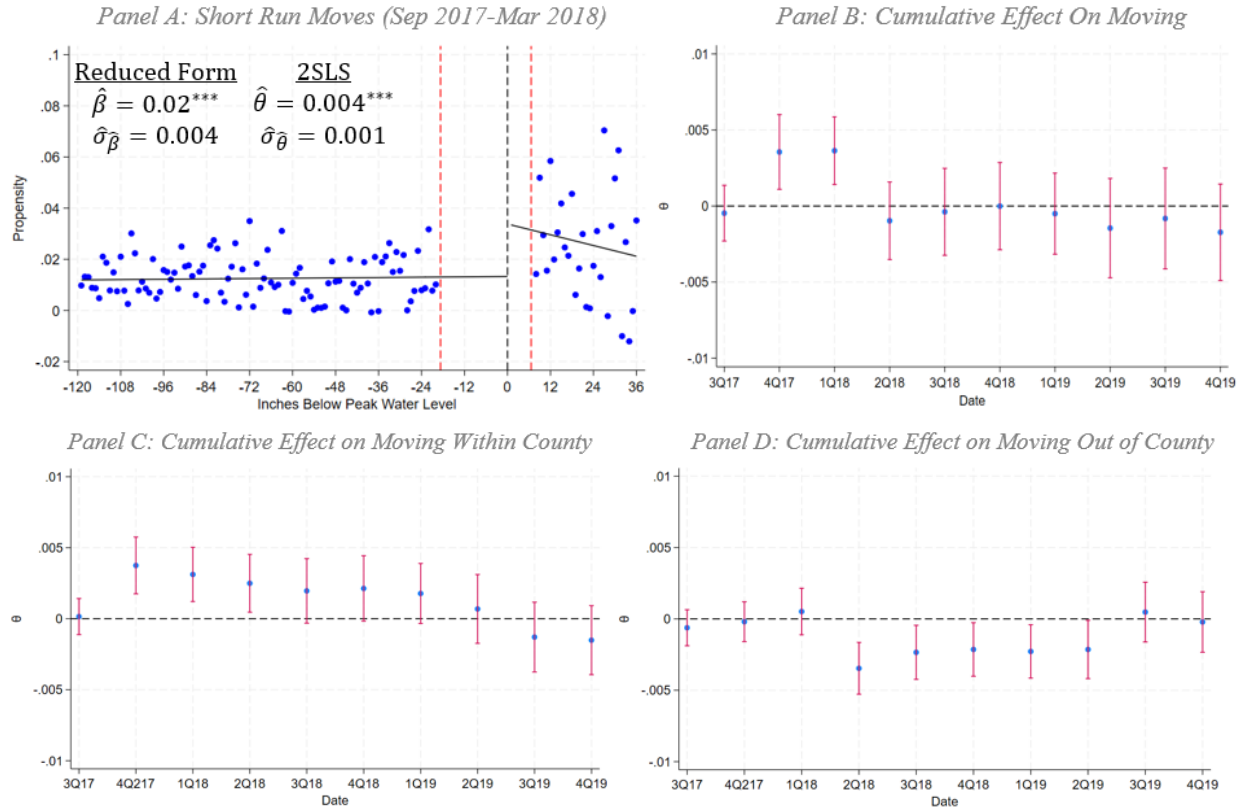 Panel A: Short Run Moves (Sep 2017-Mar 2018)
Reduced Form 2SLS
β̂ = 0.02*** θ̂ = 0.004***
σ̂β̂ = 0.004 σ̂θ̂ = 0.001
Propensity
.1
.08
.06
.04
.02
0
-.02
-120 -108 -96 -84 -72 -60 -48 -36 -24 -12 0 12 24 36
Inches Below Peak Water Level
Panel B: Cumulative Effect On Moving
θ
.01
.005
0
-.005
-.01
3Q17 4Q17 1Q18 2Q18 3Q18 4Q18 1Q19 2Q19 3Q19 4Q19
Date
Panel C: Cumulative Effect on Moving Within County
θ
.01
.005
0
-.005
-.01
3Q17 4Q217 1Q18 2Q18 3Q18 4Q18 1Q19 2Q19 3Q19 4Q19
Date
Panel D: Cumulative Effect on Moving Out of County
θ
.01
.005
0
-.005
-.01
3Q17 4Q217 1Q18 2Q18 3Q18 4Q18 1Q19 2Q19 3Q19 4Q19
Date